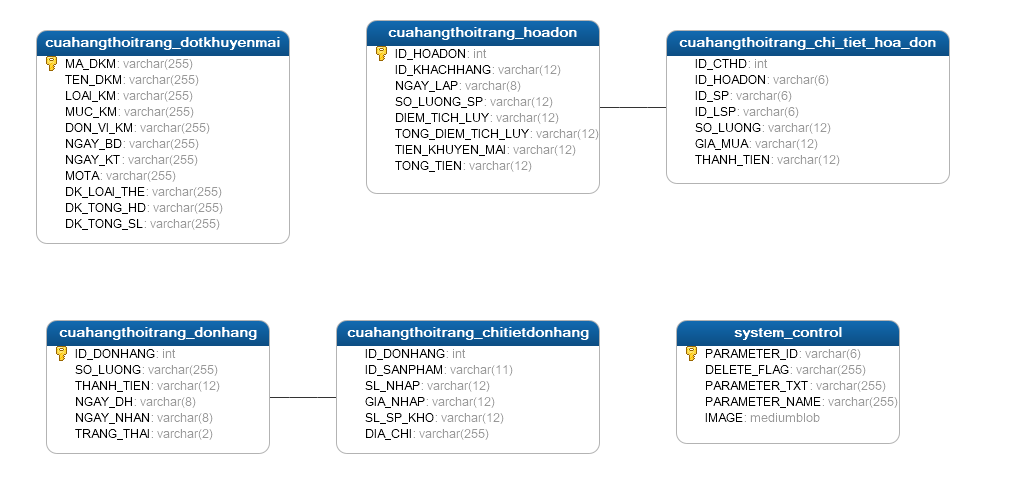 cuahangthoitrang_dotkhuyenmai
MA_DKM: varchar(255)
TEN_DKM: varchar(255)
LOAI_KM: varchar(255)
MUC_KM: varchar(255)
DON_VI_KM: varchar(255)
NGAY_BD: varchar(255)
NGAY_KT: varchar(255)
MOTA: varchar(255)
DK_LOAI_THE: varchar(255)
DK_TONG_HD: varchar(255)
DK_TONG_SL: varchar(255)
cuahangthoitrang_hoadon
ID_HOADON: int
ID_KHACHHANG: varchar(12)
NGAY_LAP: varchar(8)
SO_LUONG_SP: varchar(12)
DIEM_TICH_LUY: varchar(12)
TONG_DIEM_TICH_LUY: varchar(12)
TIEN_KHUYEN_MAI: varchar(12)
TONG_TIEN: varchar(12)
cuahangthoitrang_chi_tiet_hoa_don
ID_CTHD: int
ID_HOADON: varchar(6)
ID_SP: varchar(6)
ID_LSP: varchar(6)
SO_LUONG: varchar(12)
GIA_MUA: varchar(12)
THANH_TIEN: varchar(12)
cuahangthoitrang_donhang
ID_DONHANG: int
SO_LUONG: varchar(255)
THANH_TIEN: varchar(12)
NGAY_DH: varchar(8)
NGAY_NHAN: varchar(8)
TRANG_THAI: varchar(2)
cuahangthoitrang_chitietdonhang
ID_DONHANG: int
ID_SANPHAM: varchar(11)
SL_NHAP: varchar(12)
GIA_NHAP: varchar(12)
SL_SP_KHO: varchar(12)
DIA_CHI: varchar(255)
system_control
PARAMETER_ID: varchar(6)
DELETE_FLAG: varchar(255)
PARAMETER_TXT: varchar(255)
PARAMETER_NAME: varchar(255)
IMAGE: mediumblob